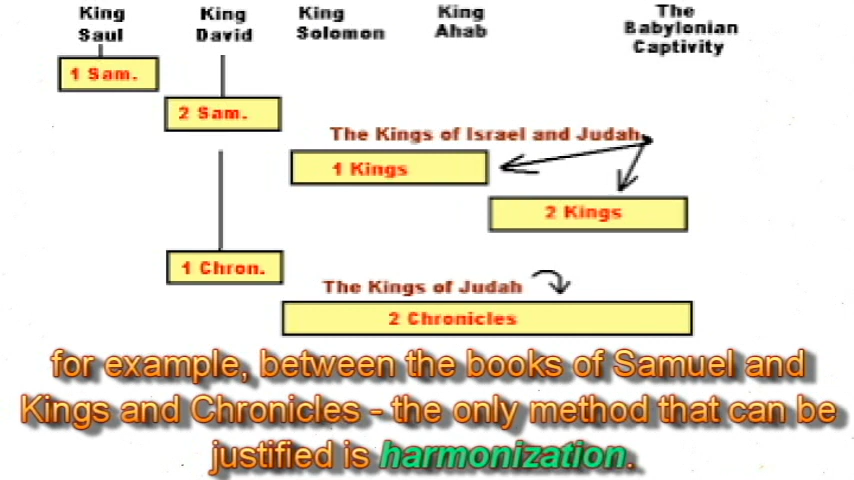 King King King King The
Saul David Solomon Ahab Babylonian
Captivity
1 Sam.
2 Sam.
The Kings of Israel and Judah
1 Kings
2 Kings
1 Chron.
The Kings of Judah
2 Chronicles
for example, between the books of Samuel and
Kings and Chronicles - the only method that can be
justified is harmonization.